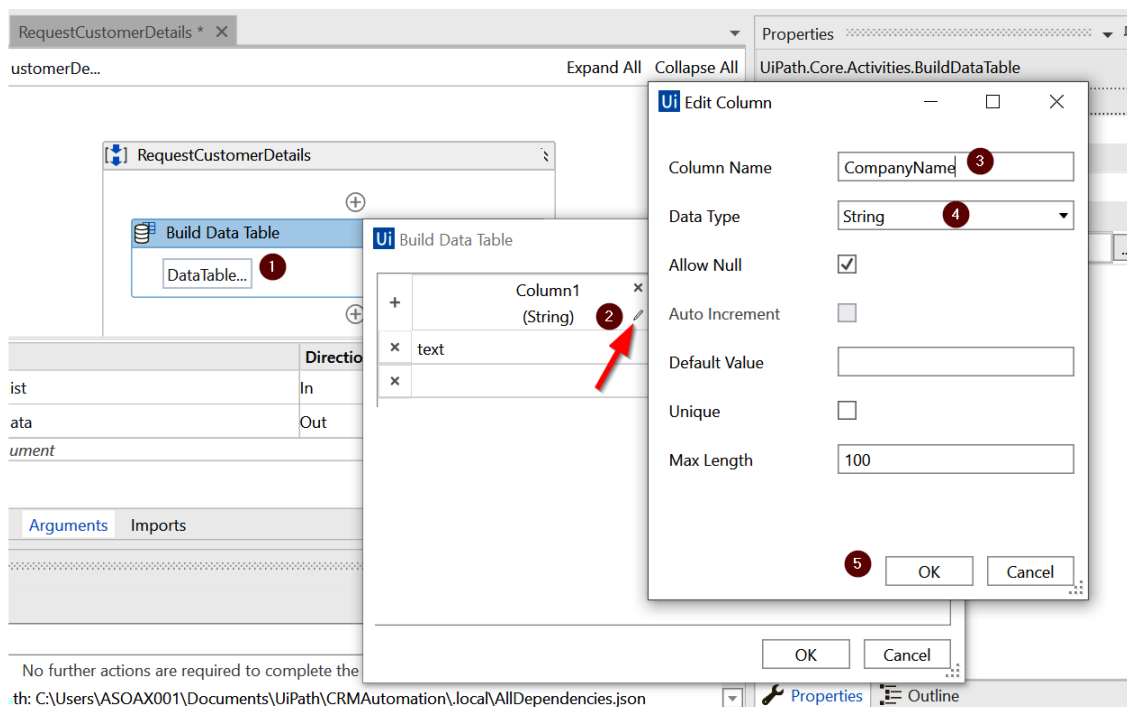 RequestCustomerDetails *
ustomerDe...
Expand All Collapse All
RequestCustomerDetails
Build Data Table
DataTable...
1
Directio
ist In
ata Out
ument
Arguments Imports
No further actions are required to complete the
th: C:\Users\ASOAX001\Documents\UiPath\CRMAutomation\.local\AllDependencies.json
Ui Build Data Table
Column1
(String) 2
text
OK Cancel
Properties
UiPath.Core.Activities.BuildDataTable
Ui Edit Column
Column Name CompanyName 3
Data Type String 4
Allow Null
Auto Increment
Default Value
Unique
Max Length 100
5 OK Cancel
...
Properties Outline